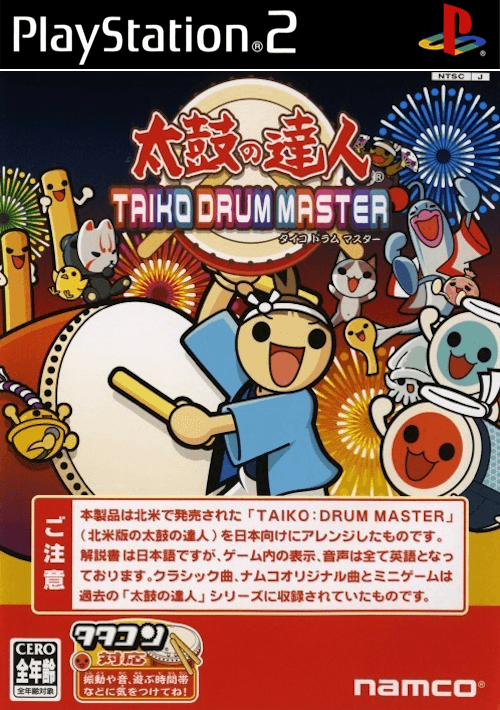 PlayStation®2
NTSC J
太鼓の達人®
TAIKO DRUM MASTER
タイコ ドラム マスター
ご注意
本製品は北米で発売された「TAIKO:DRUM MASTER」
(北米版の太鼓の達人)を日本向けにアレンジしたものです。
解説書は日本語ですが、ゲーム内の表示、音声は全て英語となっ
ております。クラシック曲、ナムコオリジナル曲とミニゲームは
過去の「太鼓の達人」シリーズに収録されていたものです。
CERO
全年齢
全年齢対象
タタコン
対応
振動や音、遊ぶ時間帯
などに気をつけてね!
namco®